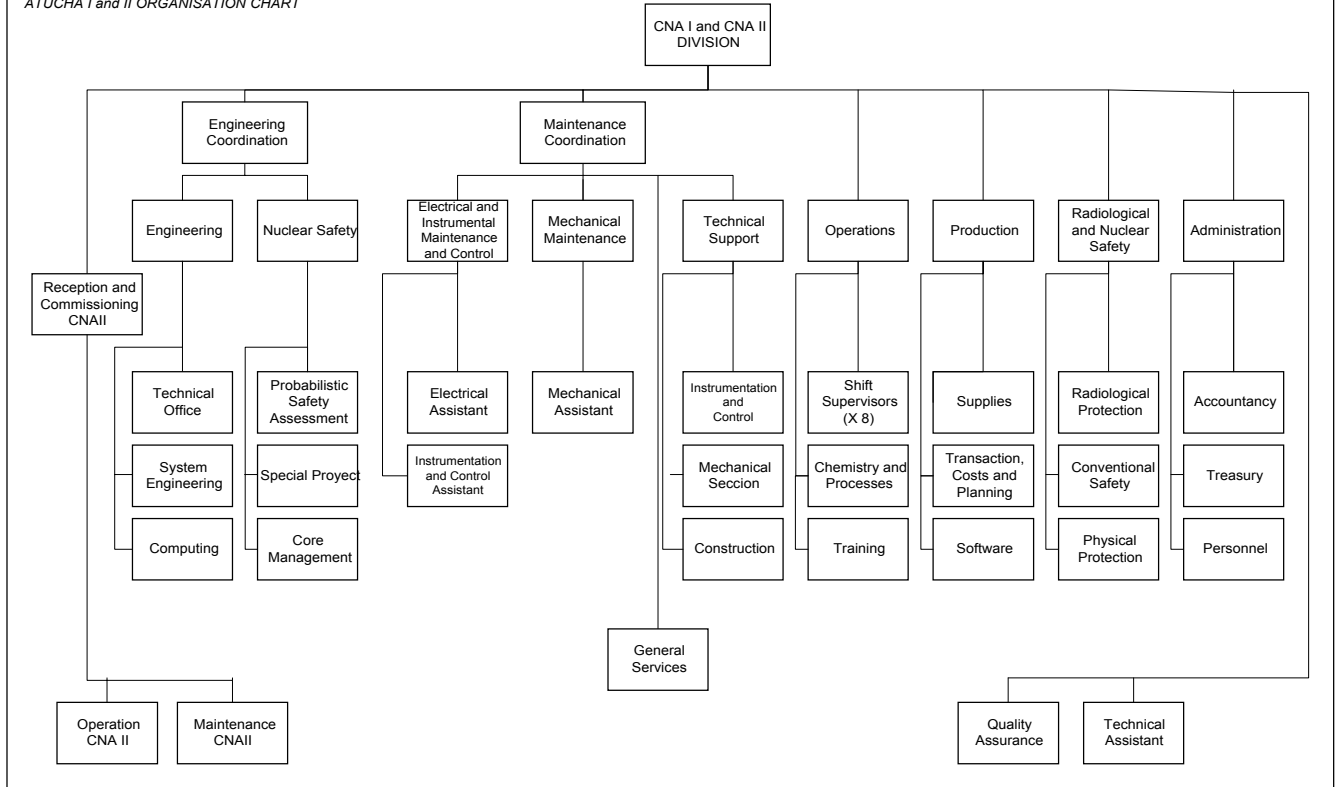 ATUCHA I and II ORGANISATION CHART
CNA I and CNA II
DIVISION
Engineering
Coordination
Maintenance
Coordination
Engineering
Nuclear Safety
Electrical and
Instrumental
Maintenance
and Control
Mechanical
Maintenance
Technical
Support
Operations
Production
Radiological
and Nuclear
Safety
Administration
Reception and
Commissioning
CNAII
Technical
Office
Probabilistic
Safety
Assessment
Electrical
Assistant
Mechanical
Assistant
Instrumentation
and
Control
Shift
Supervisors
(X 8)
Supplies
Radiological
Protection
Accountancy
System
Engineering
Special Proyect
Instrumentation
and Control
Assistant
Mechanical
Seccion
Chemistry and
Processes
Transaction,
Costs and
Planning
Conventional
Safety
Treasury
Computing
Core
Management
Construction
Training
Software
Physical
Protection
Personnel
General
Services
Operation
CNA II
Maintenance
CNAII
Quality
Assurance
Technical
Assistant